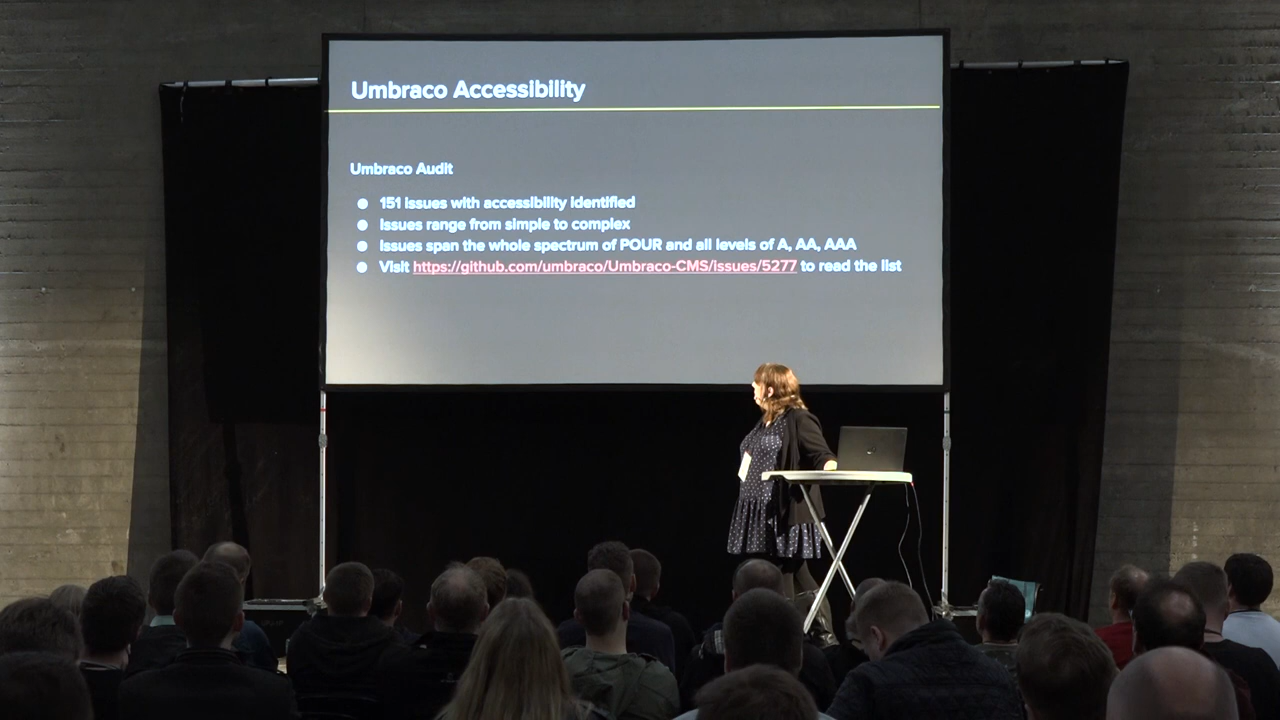 Umbraco Accessibility
Umbraco Audit
● 151 issues with accessibility identified
● Issues range from simple to complex
● Issues span the whole spectrum of POUR and all levels of A, AA, AAA
● Visit https://github.com/umbraco/Umbraco-CMS/issues/5277 to read the list